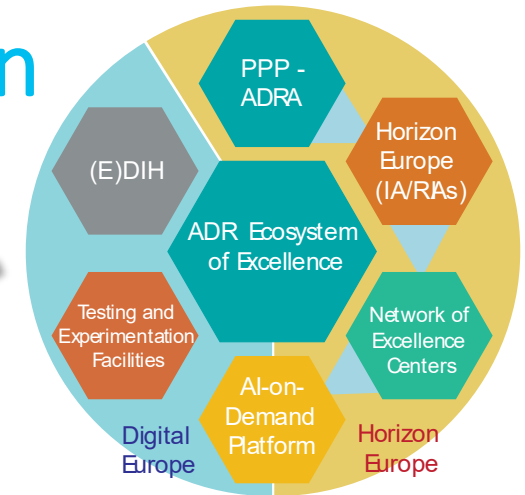 n
PPP -
ADRA
Horizon
Europe
(IA/RIAs)
(E)DIH
ADR Ecosystem
of Excellence
Testing and
Experimentation
Facilities
Network of
Excellence
Centers
AI-on-
Demand
Platform
Digital
Europe
Horizon
Europe